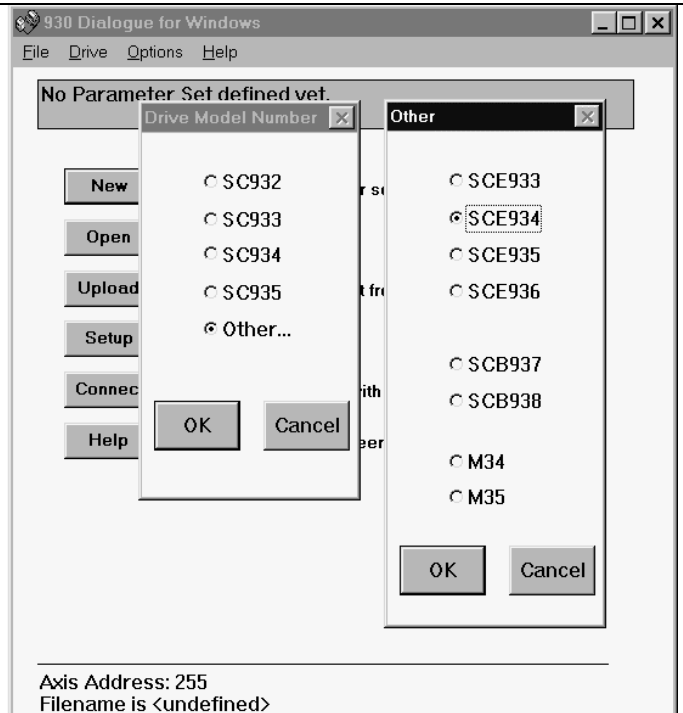 930 Dialogue for Windows
File Drive Options Help
No Parameter Set defined yet.
Drive Model Number
SC932
SC933
SC934
SC935
Other...
OK Cancel
Other
SCE933
SCE934
SCE935
SCE936
SCB937
SCB938
M34
M35
OK Cancel
New
Open
Upload
Setup
Connec
Help
Axis Address: 255
Filename is <undefined>